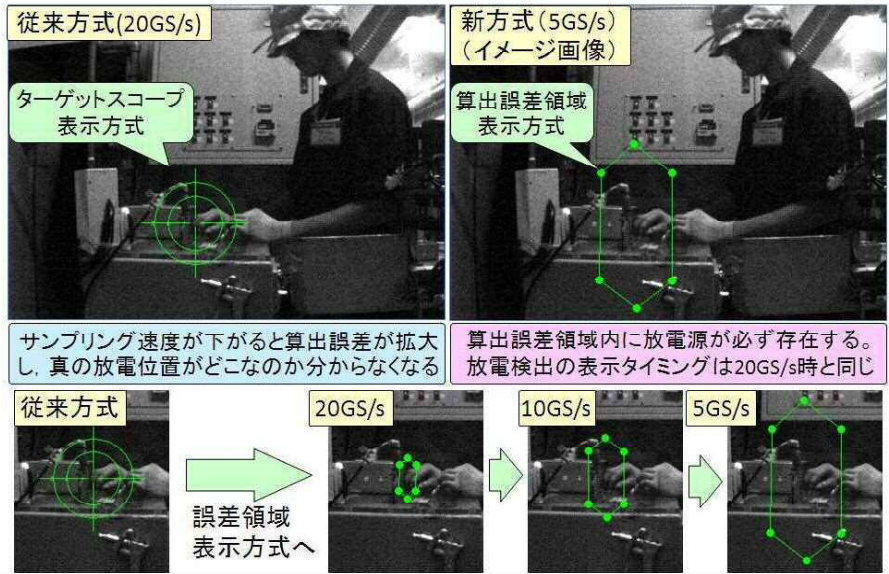 従来方式(20GS/s)
ターゲットスコープ
表示方式
新方式(5GS/s)
(イメージ画像)
算出誤差領域
表示方式
サンプリング速度が下がると算出誤差が拡大
し，真の放電位置がどこなのか分からなくなる
算出誤差領域内に放電源が必ず存在する。
放電検出の表示タイミングは20GS/s時と同じ
従来方式
誤差領域
表示方式へ
20GS/s
10GS/s
5GS/s